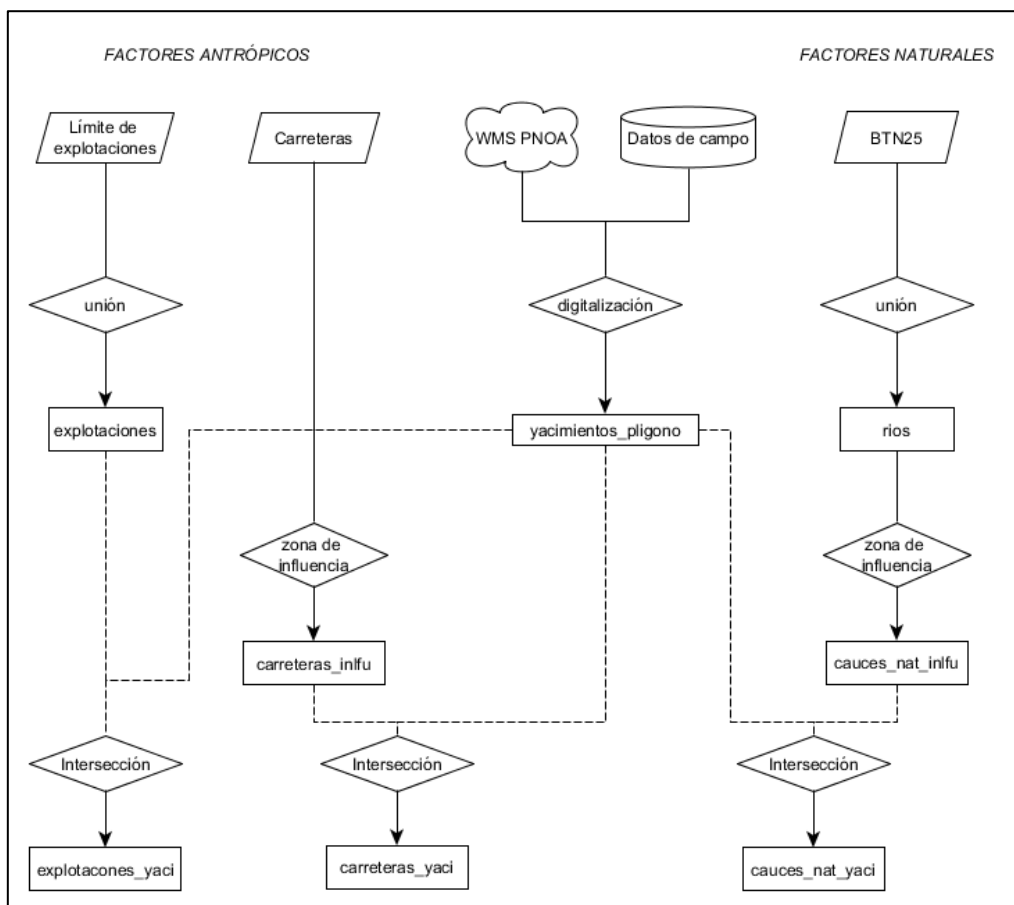 FACTORES ANTRÓPICOS
FACTORES NATURALES
Límite de
explotaciones
Carreteras
WMS PNOA
Datos de campo
BTN25
unión
digitalización
unión
explotaciones
yacimientos_pligono
rios
zona de
influencia
zona de
influencia
carreteras_inlfu
cauces_nat_inlfu
Intersección
Intersección
Intersección
explotacones_yaci
carreteras_yaci
cauces_nat_yaci